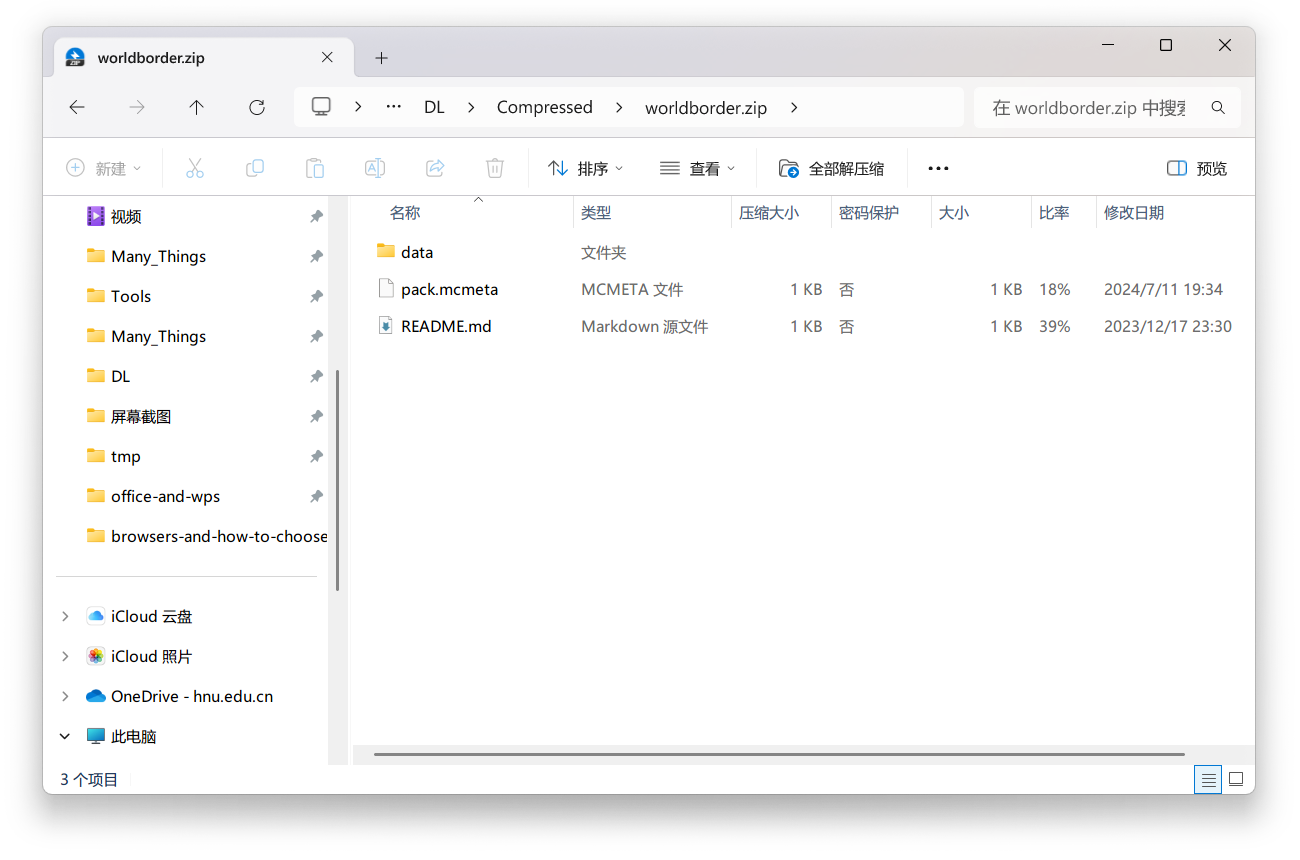 worldborder.zip
DL Compressed worldborder.zip 在 worldborder.zip 中搜索
新建 排序 查看 全部解压缩 预览
名称 类型 压缩大小 密码保护 大小 比率 修改日期
data 文件夹
pack.mcmeta MCMETA 文件 1 KB 否 1 KB 18% 2024/7/11 19:34
README.md Markdown 源文件 1 KB 否 1 KB 39% 2023/12/17 23:30
视频
Many_Things
Tools
Many_Things
DL
屏幕截图
tmp
office-and-wps
browsers-and-how-to-choose
iCloud 云盘
iCloud 照片
OneDrive - hnu.edu.cn
此电脑
3 个项目